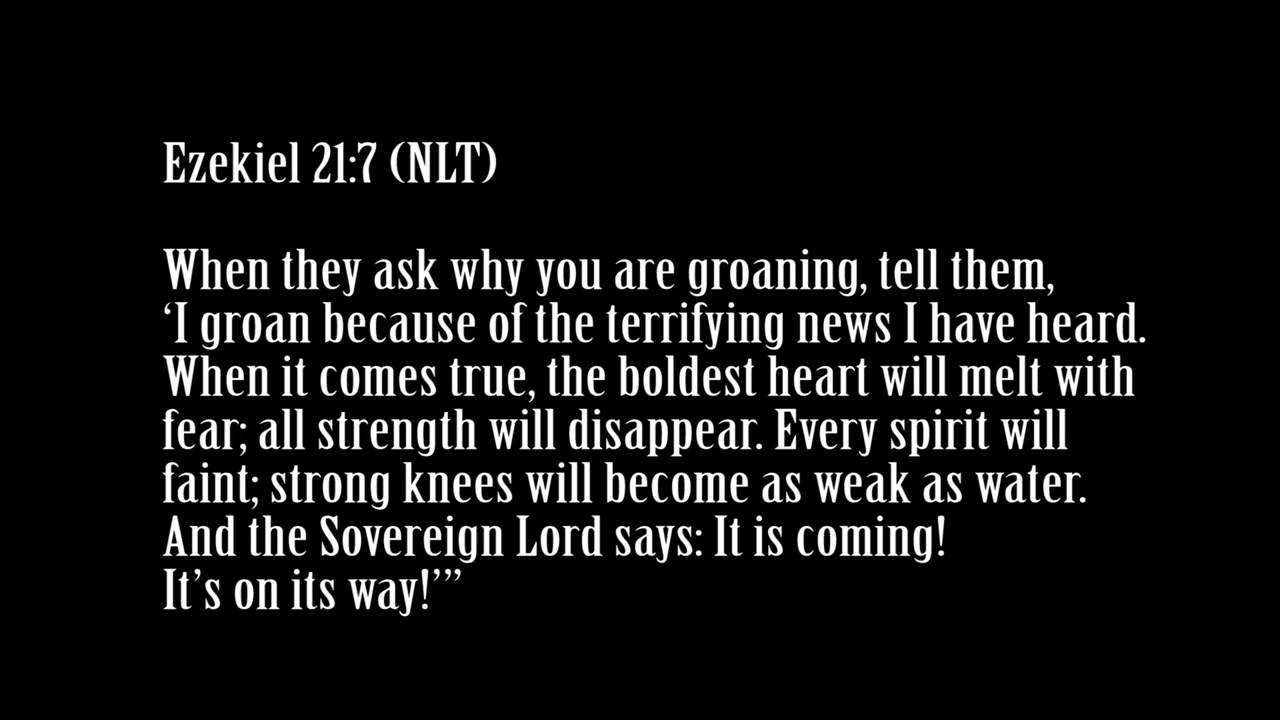 Ezekiel 21:7 (NLT)
When they ask why you are groaning, tell them,
‘I groan because of the terrifying news I have heard.
When it comes true, the boldest heart will melt with
fear; all strength will disappear. Every spirit will
faint; strong knees will become as weak as water.
And the Sovereign Lord says: It is coming!
It’s on its way!’”